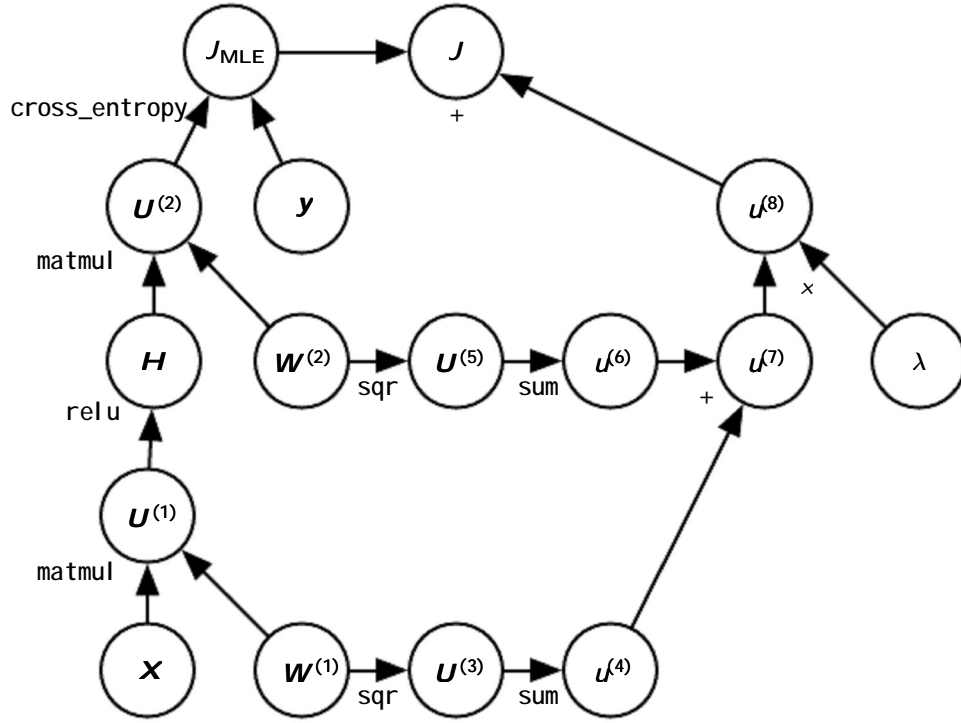 J_MLE J
cross_entropy
+
U^(2) y u^(8)
matmul
×
H W^(2) U^(5) u^(6) u^(7) λ
sqr sum
relu +
U^(1)
matmul
X W^(1) U^(3) u^(4)
sqr sum